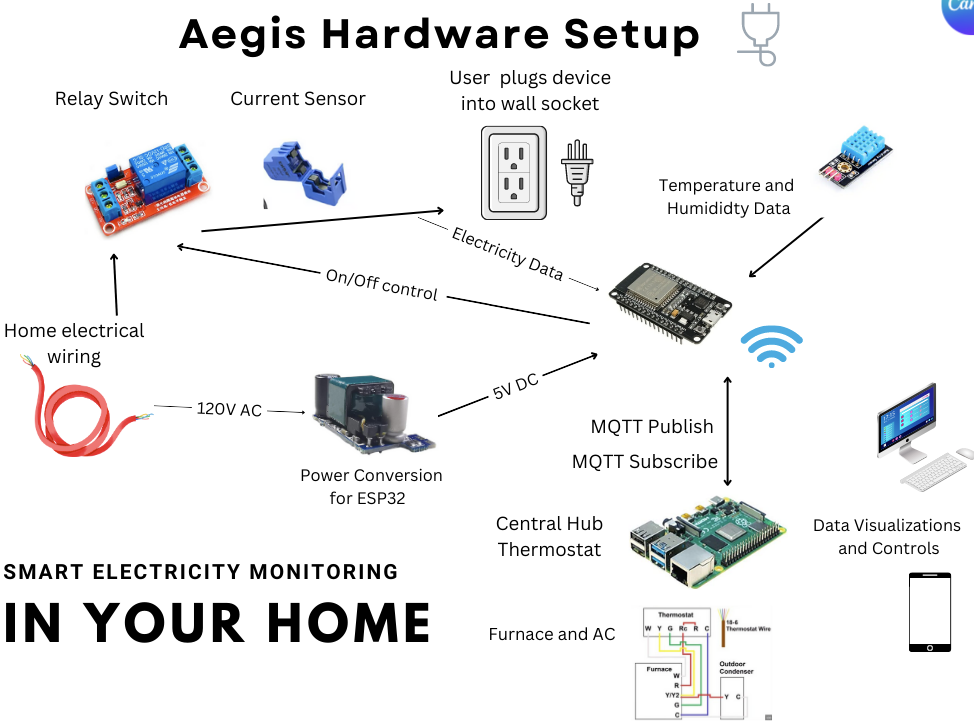 Aegis Hardware Setup
Relay Switch
Current Sensor
User plugs device
into wall socket
Temperature and
Humididty Data
Electricity Data
On/Off control
Home electrical
wiring
120V AC
5V DC
Power Conversion
for ESP32
MQTT Publish
MQTT Subscribe
Central Hub
Thermostat
Data Visualizations
and Controls
SMART ELECTRICITY MONITORING
IN YOUR HOME
Furnace and AC
Thermostat
W Y G Rc R C
18-6
Thermostat Wire
Furnace
W
R
Y/Y2
G
C
Outdoor
Condenser
Y C